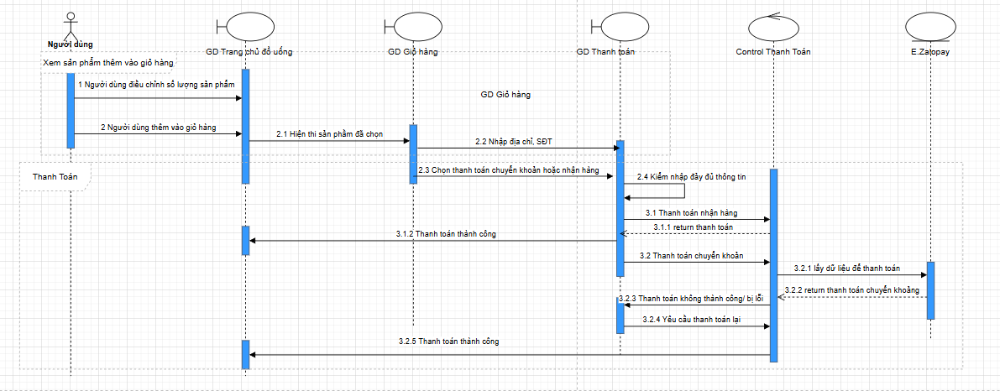 Người dùng
GD Trang chủ đồ uống
GD Giỏ hàng
GD Thanh toán
Control Thanh Toán
E.Zalopay
Xem sản phẩm thêm vào giỏ hàng
1 Người dùng điều chỉnh số lượng sản phẩm
GD Giỏ hàng
2 Người dùng thêm vào giỏ hàng
2.1 Hiện thi sản phầm đã chọn
2.2 Nhập địa chỉ, SĐT
Thanh Toán
2.3 Chọn thanh toán chuyển khoản hoặc nhận hàng
2.4 Kiểm nhập đầy đủ thông tin
3.1 Thanh toán nhận hàng
3.1.1 return thanh toán
3.1.2 Thanh toán thành công
3.2 Thanh toán chuyển khoản
3.2.1 lấy dữ liệu để thanh toán
3.2.2 return thanh toán chuyển khoảng
3.2.3 Thanh toán không thành công/ bị lỗi
3.2.4 Yêu cầu thanh toán lại
3.2.5 Thanh toán thành công